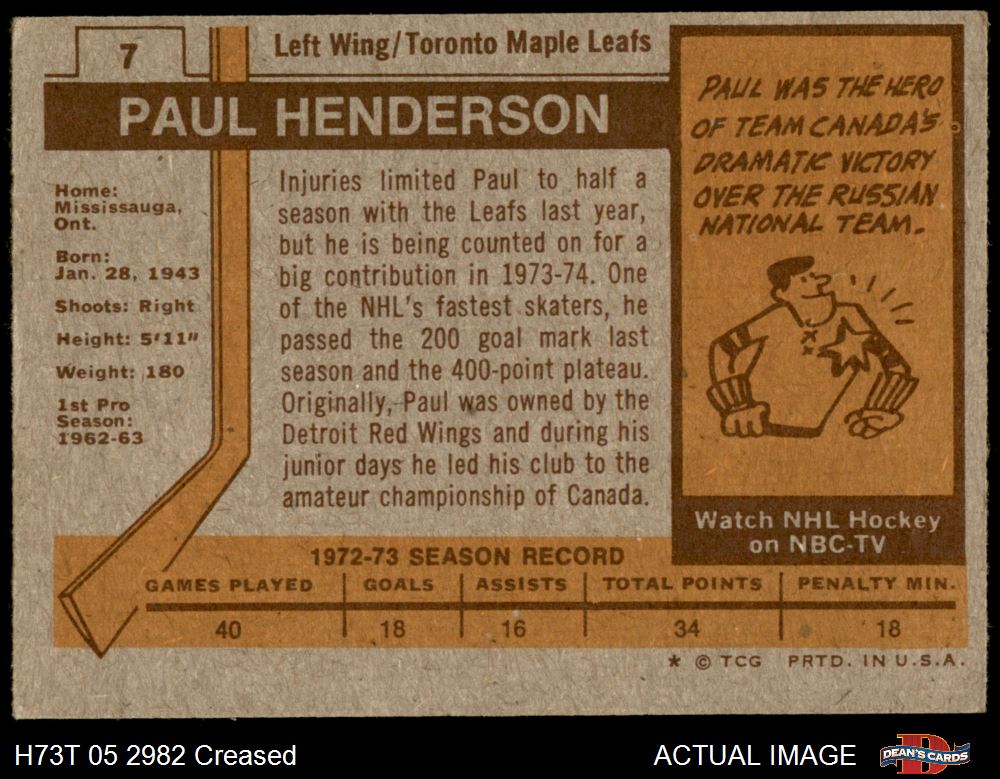 7
Left Wing/Toronto Maple Leafs
PAUL HENDERSON
Home:
Mississauga,
Ont.
Born:
Jan. 28, 1943
Shoots: Right
Height: 5'11"
Weight: 180
1st Pro
Season:
1962-63
Injuries limited Paul to half a
season with the Leafs last year,
but he is being counted on for a
big contribution in 1973-74. One
of the NHL's fastest skaters, he
passed the 200 goal mark last
season and the 400-point plateau.
Originally, Paul was owned by the
Detroit Red Wings and during his
junior days he led his club to the
amateur championship of Canada.
PAUL WAS THE HERO
OF TEAM CANADA'S
DRAMATIC VICTORY
OVER THE RUSSIAN
NATIONAL TEAM.
Watch NHL Hockey
on NBC-TV
1972-73 SEASON RECORD
GAMES PLAYED GOALS ASSISTS TOTAL POINTS PENALTY MIN.
40 18 16 34 18
* © TCG PRTD. IN U.S.A.
H73T 05 2982 Creased
ACTUAL IMAGE
D
DEAN'S CARDS